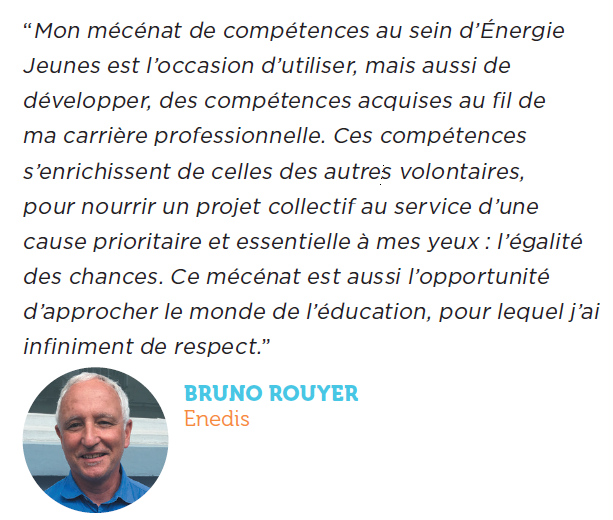 “Mon mécénat de compétences au sein d’Énergie
Jeunes est l’occasion d’utiliser, mais aussi de
développer, des compétences acquises au fil de
ma carrière professionnelle. Ces compétences
s’enrichissent de celles des autres volontaires,
pour nourrir un projet collectif au service d’une
cause prioritaire et essentielle à mes yeux : l’égalité
des chances. Ce mécénat est aussi l’opportunité
d’approcher le monde de l’éducation, pour lequel j’ai
infiniment de respect.”
BRUNO ROUYER
Enedis